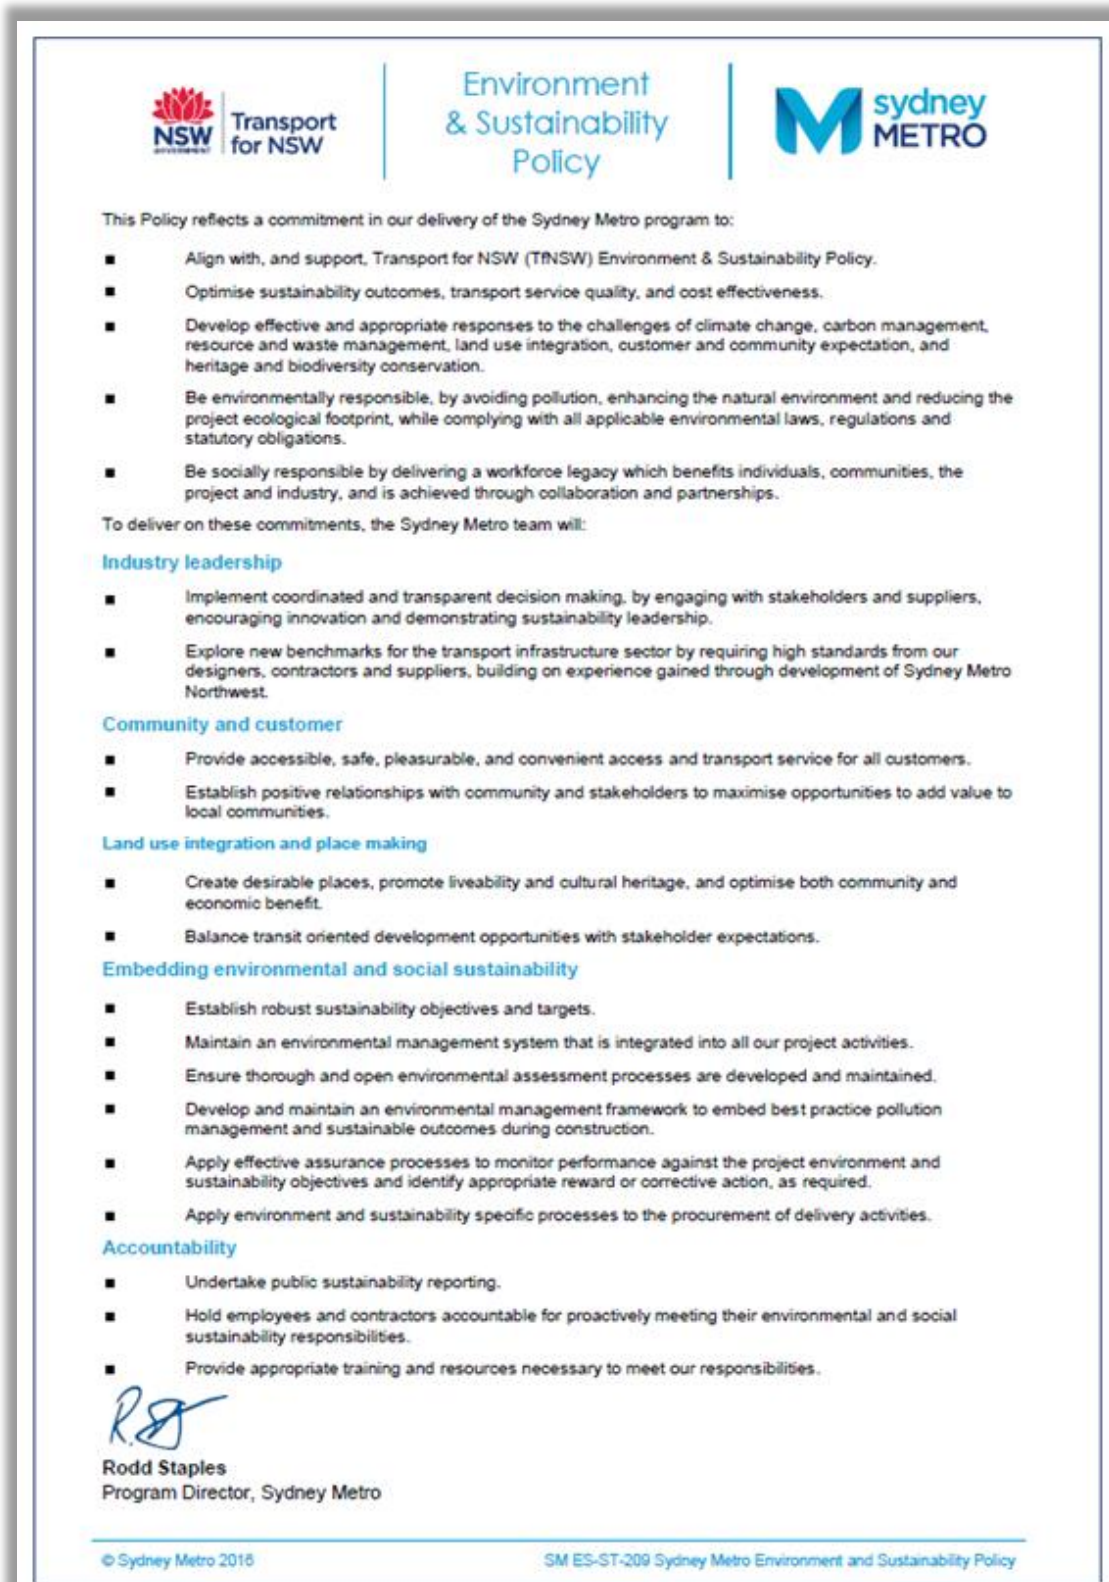 NSW
GOVERNMENT
Transport
for NSW
Environment
& Sustainability
Policy
sydney
METRO
This Policy reflects a commitment in our delivery of the Sydney Metro program to:
■ Align with, and support, Transport for NSW (TfNSW) Environment & Sustainability Policy.
■ Optimise sustainability outcomes, transport service quality, and cost effectiveness.
■ Develop effective and appropriate responses to the challenges of climate change, carbon management,
resource and waste management, land use integration, customer and community expectation, and
heritage and biodiversity conservation.
■ Be environmentally responsible, by avoiding pollution, enhancing the natural environment and reducing the
project ecological footprint, while complying with all applicable environmental laws, regulations and
statutory obligations.
■ Be socially responsible by delivering a workforce legacy which benefits individuals, communities, the
project and industry, and is achieved through collaboration and partnerships.
To deliver on these commitments, the Sydney Metro team will:
Industry leadership
■ Implement coordinated and transparent decision making, by engaging with stakeholders and suppliers,
encouraging innovation and demonstrating sustainability leadership.
■ Explore new benchmarks for the transport infrastructure sector by requiring high standards from our
designers, contractors and suppliers, building on experience gained through development of Sydney Metro
Northwest.
Community and customer
■ Provide accessible, safe, pleasurable, and convenient access and transport service for all customers.
■ Establish positive relationships with community and stakeholders to maximise opportunities to add value to
local communities.
Land use integration and place making
■ Create desirable places, promote liveability and cultural heritage, and optimise both community and
economic benefit.
■ Balance transit oriented development opportunities with stakeholder expectations.
Embedding environmental and social sustainability
■ Establish robust sustainability objectives and targets.
■ Maintain an environmental management system that is integrated into all our project activities.
■ Ensure thorough and open environmental assessment processes are developed and maintained.
■ Develop and maintain an environmental management framework to embed best practice pollution
management and sustainable outcomes during construction.
■ Apply effective assurance processes to monitor performance against the project environment and
sustainability objectives and identify appropriate reward or corrective action, as required.
■ Apply environment and sustainability specific processes to the procurement of delivery activities.
Accountability
■ Undertake public sustainability reporting.
■ Hold employees and contractors accountable for proactively meeting their environmental and social
sustainability responsibilities.
■ Provide appropriate training and resources necessary to meet our responsibilities.
Rodd Staples
Program Director, Sydney Metro
© Sydney Metro 2016
SM ES-ST-209 Sydney Metro Environment and Sustainability Policy